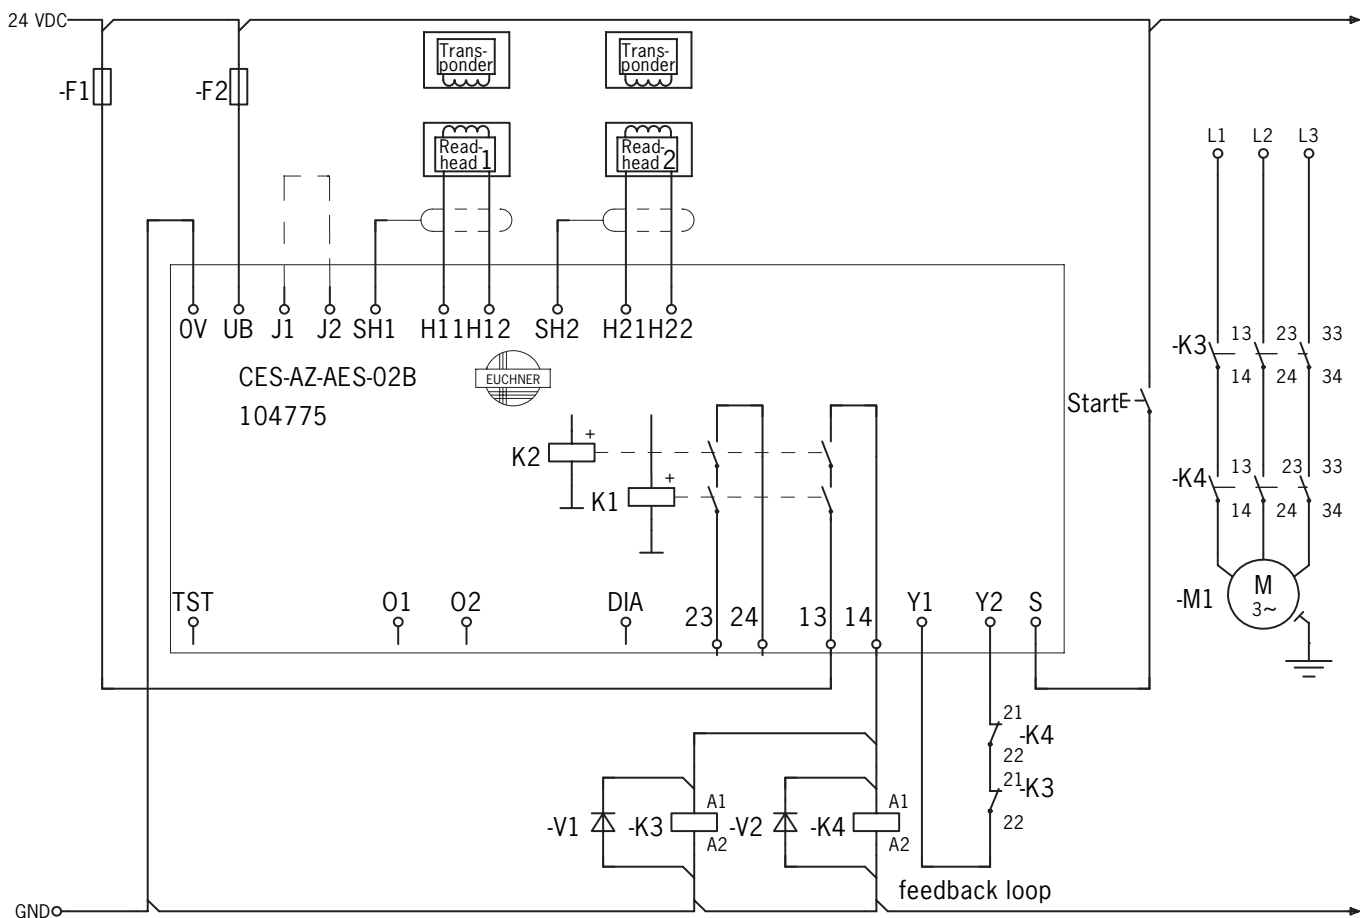 24 VDC
-F1
-F2
Trans-
ponder
Trans-
ponder
Read-
head 1
Read-
head 2
L1 L2 L3
0V UB J1 J2 SH1 H11 H12 SH2 H21 H22
CES-AZ-AES-02B
104775
EUCHNER
K2 +
K1 +
StartE
-K3 13 23 33
14 24 34
-K4 13 23 33
14 24 34
-M1
M
3~
TST O1 O2 DIA 23 24 13 14 Y1 Y2 S
21
-K4
22
21
-K3
22
-V1 -K3 A1
A2
-V2 -K4 A1
A2
feedback loop
GND